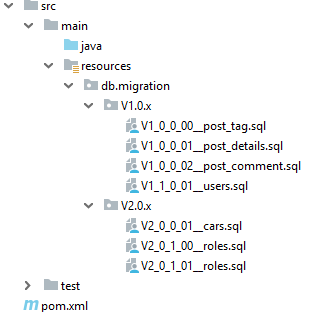 src
main
java
resources
db.migration
V1.0.x
V1_0_0_00__post_tag.sql
V1_0_0_01__post_details.sql
V1_0_0_02__post_comment.sql
V1_1_0_01__users.sql
V2.0.x
V2_0_0_01__cars.sql
V2_0_1_00__roles.sql
V2_0_1_01__roles.sql
test
pom.xml